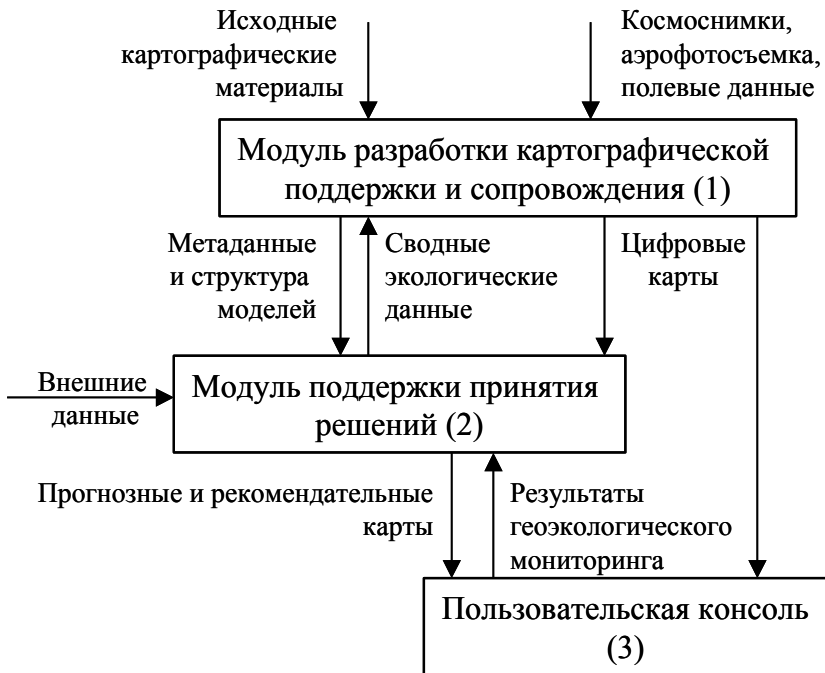 Исходные
картографические
материалы
Космоснимки,
аэрофотосъемка,
полевые данные
Модуль разработки картографической
поддержки и сопровождения (1)
Метаданные
и структура
моделей
Сводные
экологические
данные
Цифровые
карты
Внешние
данные
Модуль поддержки принятия
решений (2)
Прогнозные и рекомендательные
карты
Результаты
геоэкологического
мониторинга
Пользовательская консоль
(3)